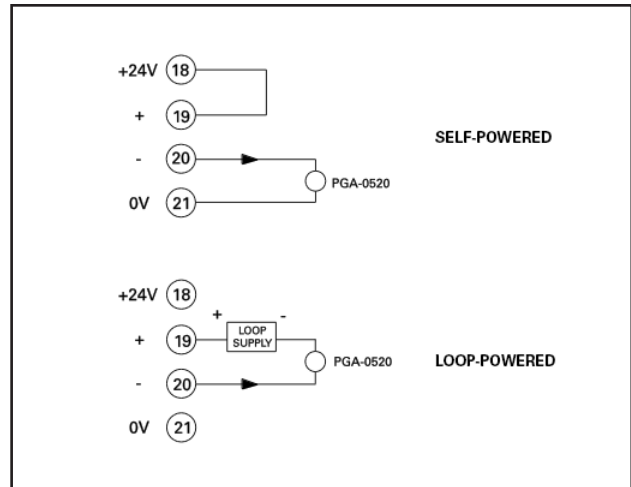 +24V 18
+ 19
- 20
0V 21
PGA-0520
SELF-POWERED
+24V 18
+ 19
- 20
0V 21
+ -
LOOP
SUPPLY
PGA-0520
LOOP-POWERED